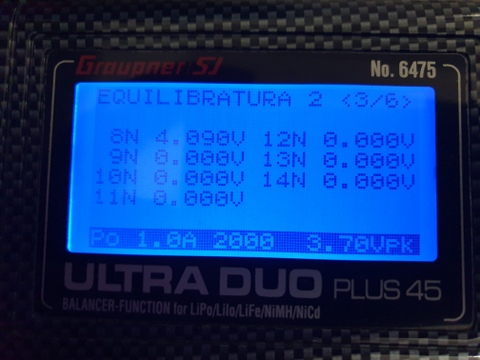 Graupner SJ
No. 6475
EQUILIBRATURA 2 <3/6>
8N 4.090V 12N 0.000V
9N 0.000V 13N 0.000V
10N 0.000V 14N 0.000V
11N 0.000V
Po 1.0A 2000 3.70Vpk
ULTRA DUO PLUS 45
BALANCER-FUNCTION for LiPo/LiIo/LiFe/NiMH/NiCd